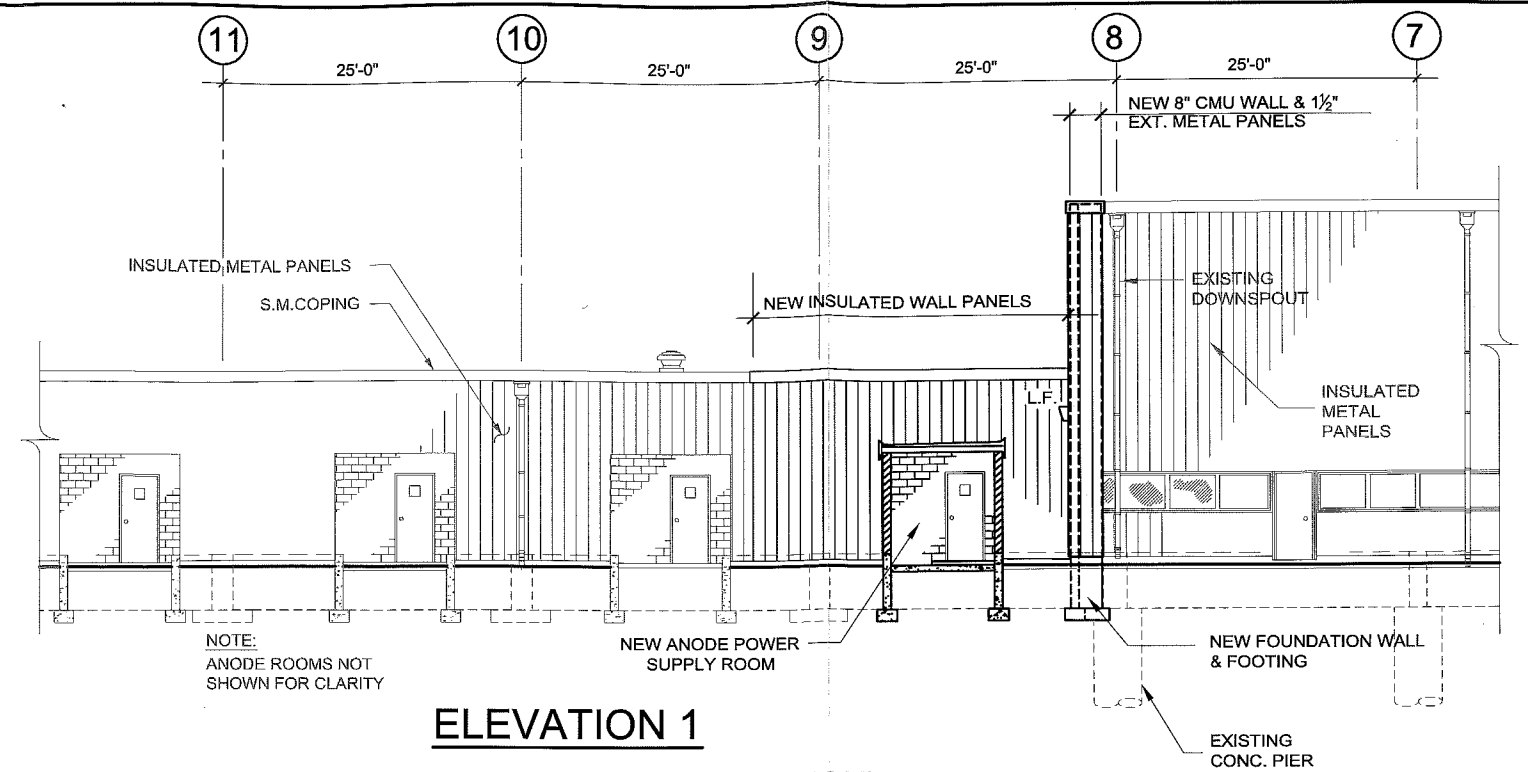 11
10
9
8
7
25'-0"
25'-0"
25'-0"
25'-0"
NEW 8" CMU WALL & 1½"
EXT. METAL PANELS
INSULATED METAL PANELS
S.M.COPING
NEW INSULATED WALL PANELS
EXISTING
DOWNSPOUT
L.F.
INSULATED
METAL
PANELS
NOTE:
ANODE ROOMS NOT
SHOWN FOR CLARITY
NEW ANODE POWER
SUPPLY ROOM
NEW FOUNDATION WALL
& FOOTING
ELEVATION 1
EXISTING
CONC. PIER